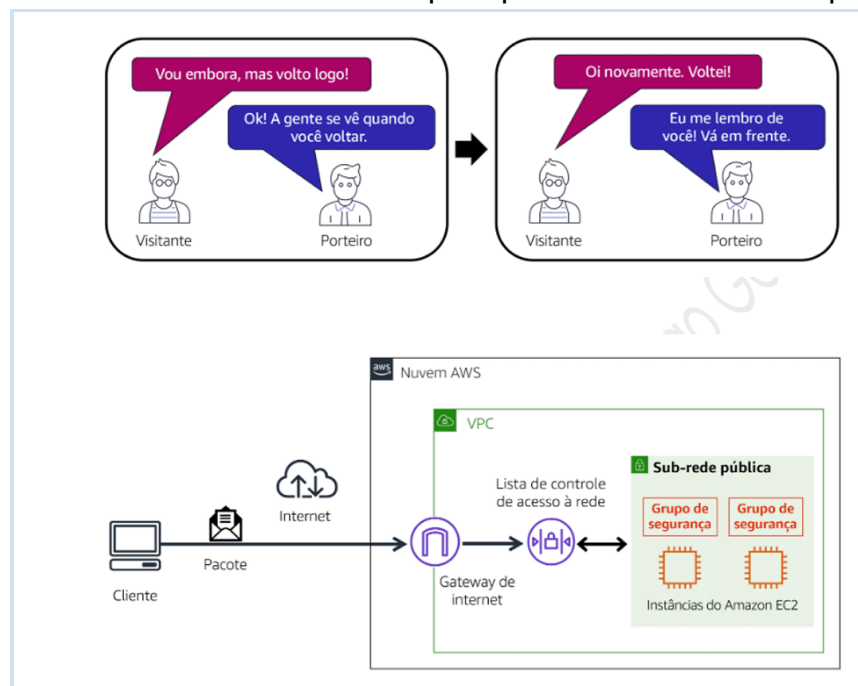 Vou embora, mas volto logo!
Ok! A gente se vê quando
você voltar.
Visitante
Porteiro
Oi novamente. Voltei!
Eu me lembro de
você! Vá em frente.
Visitante
Porteiro
aws
Nuvem AWS
VPC
Sub-rede pública
Lista de controle
de acesso à rede
Grupo de
segurança
Grupo de
segurança
Internet
Pacote
Cliente
Gateway de
internet
Instâncias do Amazon EC2